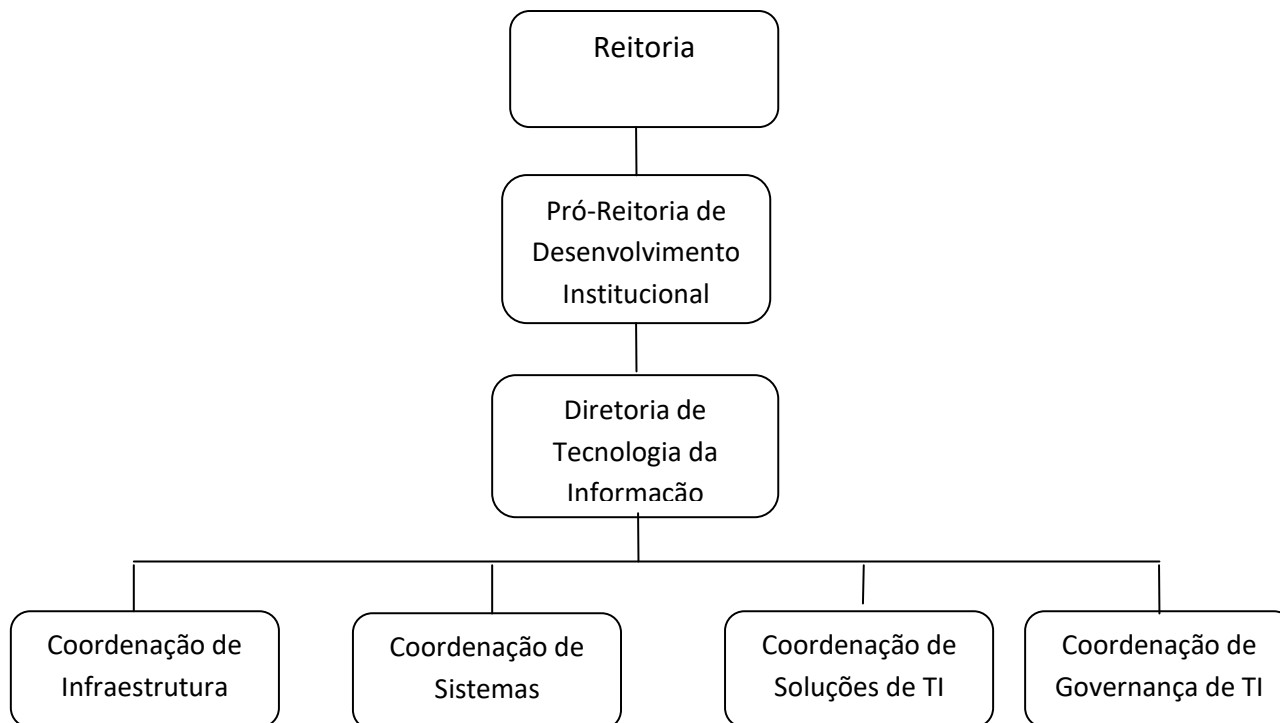 Reitoria
Pró-Reitoria de
Desenvolvimento
Institucional
Diretoria de
Tecnologia da
Informação
Coordenação de
Infraestrutura
Coordenação de
Sistemas
Coordenação de
Soluções de TI
Coordenação de
Governança de TI